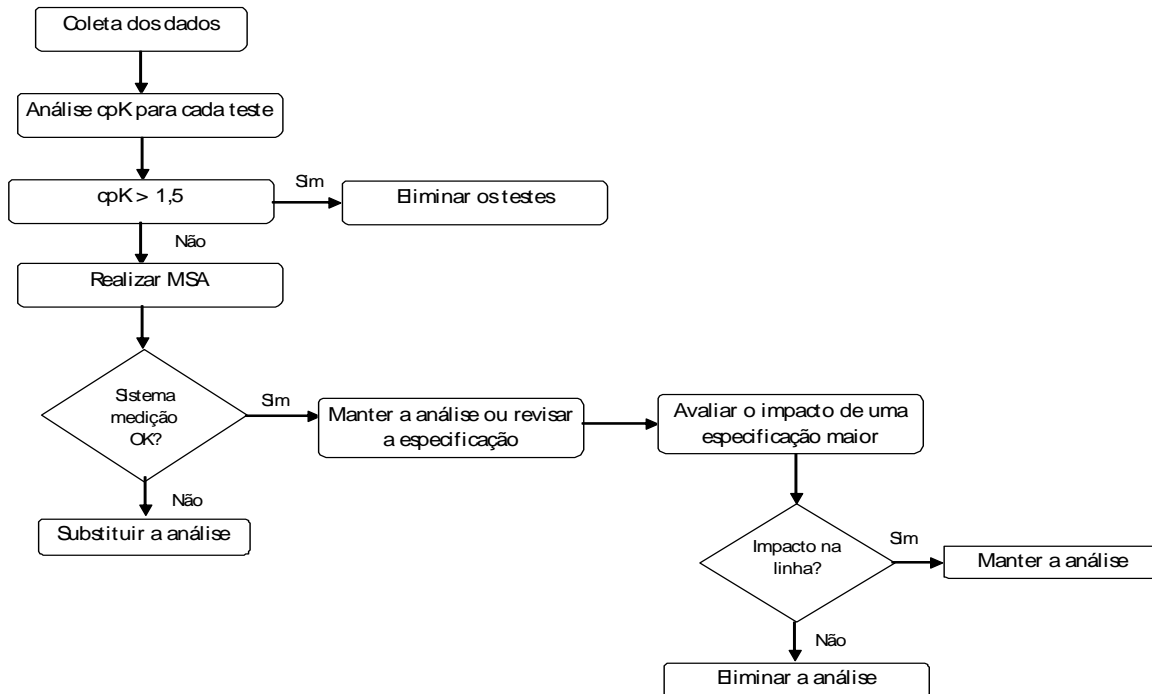 Coleta dos dados
Análise cpK para cada teste
cpK > 1,5
Sim
Eliminar os testes
Não
Realizar MSA
Sistema
medição
OK?
Sim
Manter a análise ou revisar
a especificação
Avaliar o impacto de uma
especificação maior
Não
Substituir a análise
Impacto na
linha?
Sim
Manter a análise
Não
Eliminar a análise